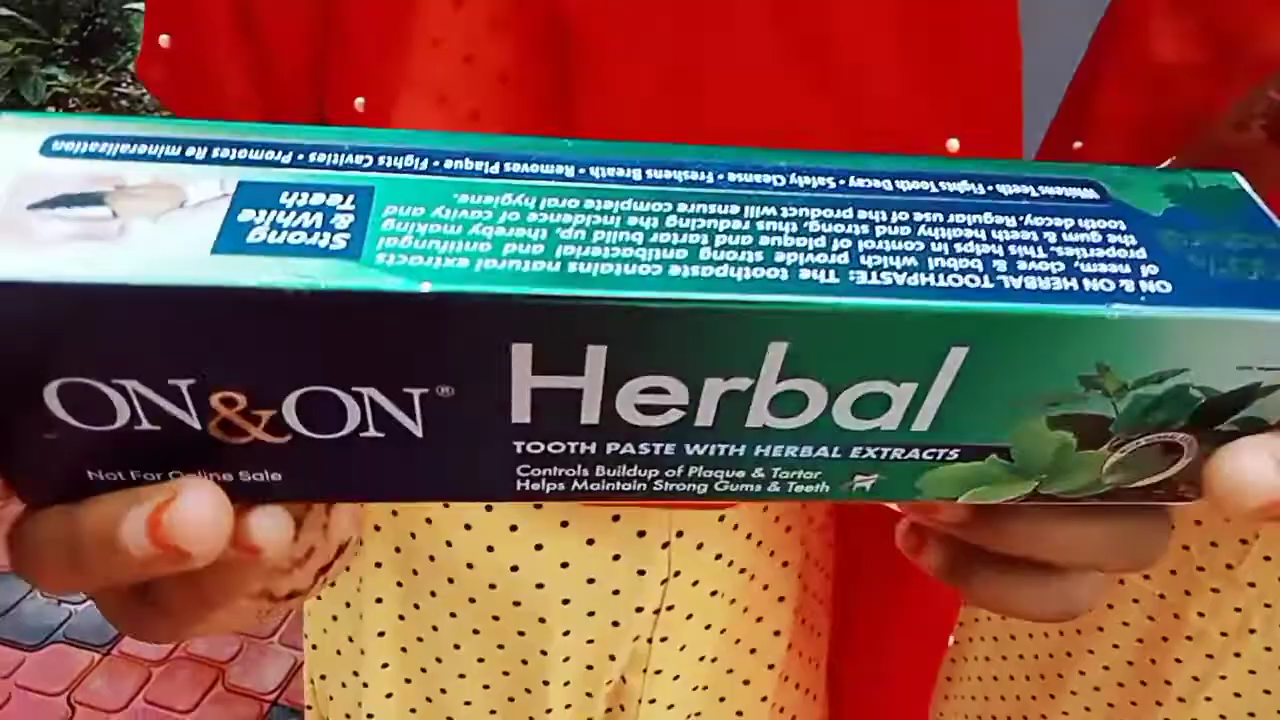 Whitens Teeth • Fights Tooth Decay • Safely Cleanse • Freshens Breath • Removes Plaque • Fights Cavities • Promotes Re mineralization
ON & ON HERBAL TOOTHPASTE: The toothpaste contains natural extracts
of neem, clove & babul which provide strong antibacterial and antifungal
properties. This helps in control of plaque and tartar build up, thereby making
the gum & teeth healthy and strong, thus reducing the incidence of cavity and
tooth decay. Regular use of the product will ensure complete oral hygiene.
Strong
& White
Teeth
ON&ON®
Not For Online Sale
Herbal
TOOTH PASTE WITH HERBAL EXTRACTS
Controls Buildup of Plaque & Tartar
Helps Maintain Strong Gums & Teeth